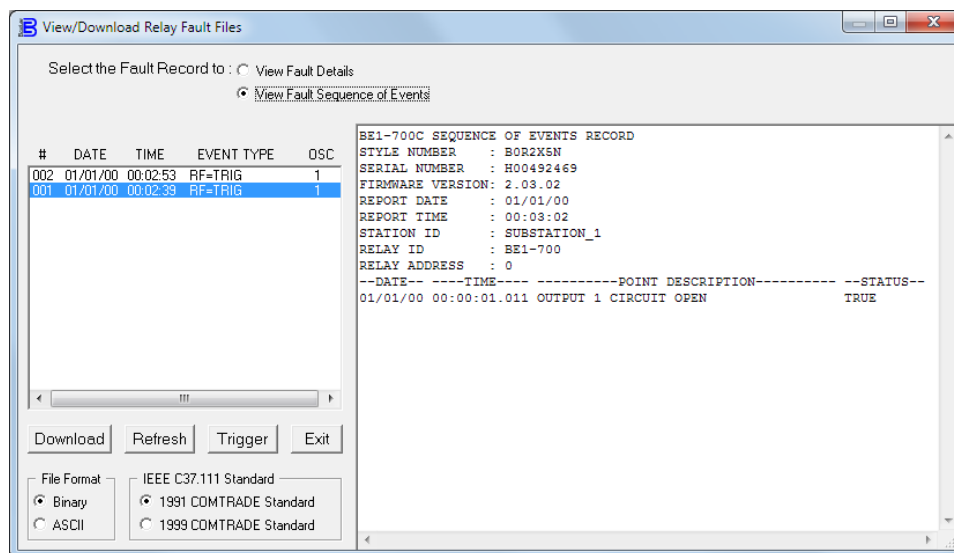 View/Download Relay Fault Files
Select the Fault Record to : View Fault Details
View Fault Sequence of Events
# DATE TIME EVENT TYPE OSC
002 01/01/00 00:02:53 RF=TRIG 1
001 01/01/00 00:02:39 RF=TRIG 1
Download Refresh Trigger Exit
File Format
Binary
ASCII
IEEE C37.111 Standard
1991 COMTRADE Standard
1999 COMTRADE Standard
BE1-700C SEQUENCE OF EVENTS RECORD
STYLE NUMBER : B0R2X5N
SERIAL NUMBER : H00492469
FIRMWARE VERSION: 2.03.02
REPORT DATE : 01/01/00
REPORT TIME : 00:03:02
STATION ID : SUBSTATION_1
RELAY ID : BE1-700
RELAY ADDRESS : 0
--DATE-- ----TIME---- ----------POINT DESCRIPTION---------- --STATUS--
01/01/00 00:00:01.011 OUTPUT 1 CIRCUIT OPEN TRUE